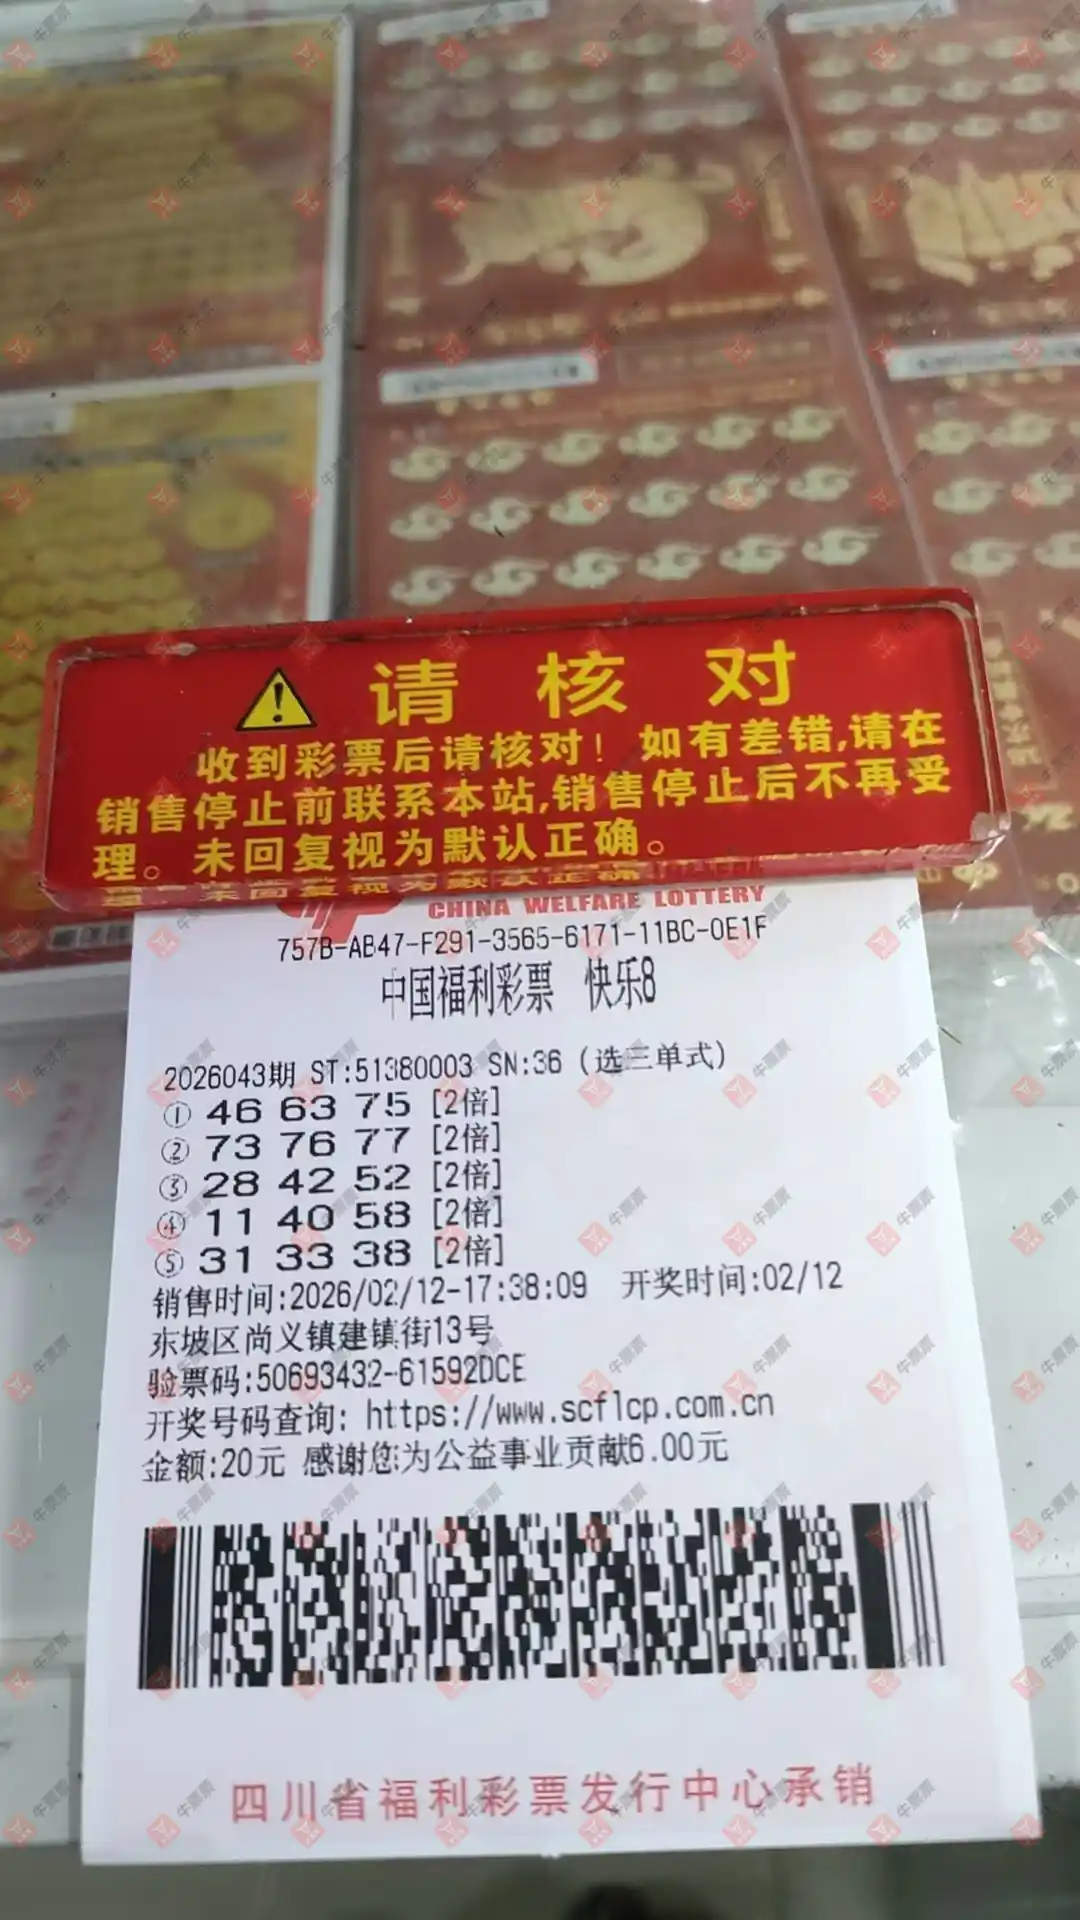 请核对
收到彩票后请核对！如有差错,请在
销售停止前联系本站,销售停止后不再受
理。未回复视为默认正确。
CHINA WELFARE LOTTERY
757B-AB47-F291-3565-6171-11BC-0E1F
中国福利彩票 快乐8
2026043期 ST:51380003 SN:36 (选三单式)
① 46 63 75 [2倍]
② 73 76 77 [2倍]
③ 28 42 52 [2倍]
④ 11 40 58 [2倍]
⑤ 31 33 38 [2倍]
销售时间:2026/02/12-17:38:09 开奖时间:02/12
东坡区尚义镇建镇街13号
验票码:50693432-61592DCE
开奖号码查询: https://www.scflcp.com.cn
金额:20元 感谢您为公益事业贡献6.00元
四川省福利彩票发行中心承销